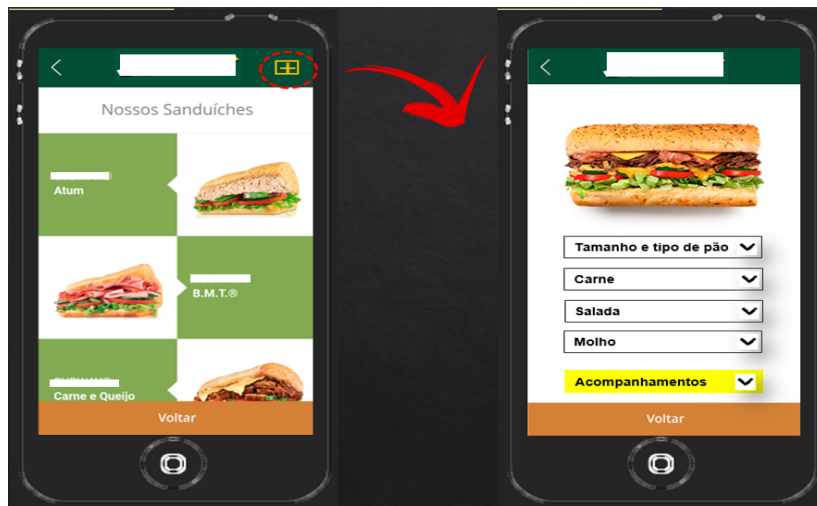 Nossos Sanduíches
Atum
B.M.T.®
Carne e Queijo
Voltar
Tamanho e tipo de pão
Carne
Salada
Molho
Acompanhamentos
Voltar